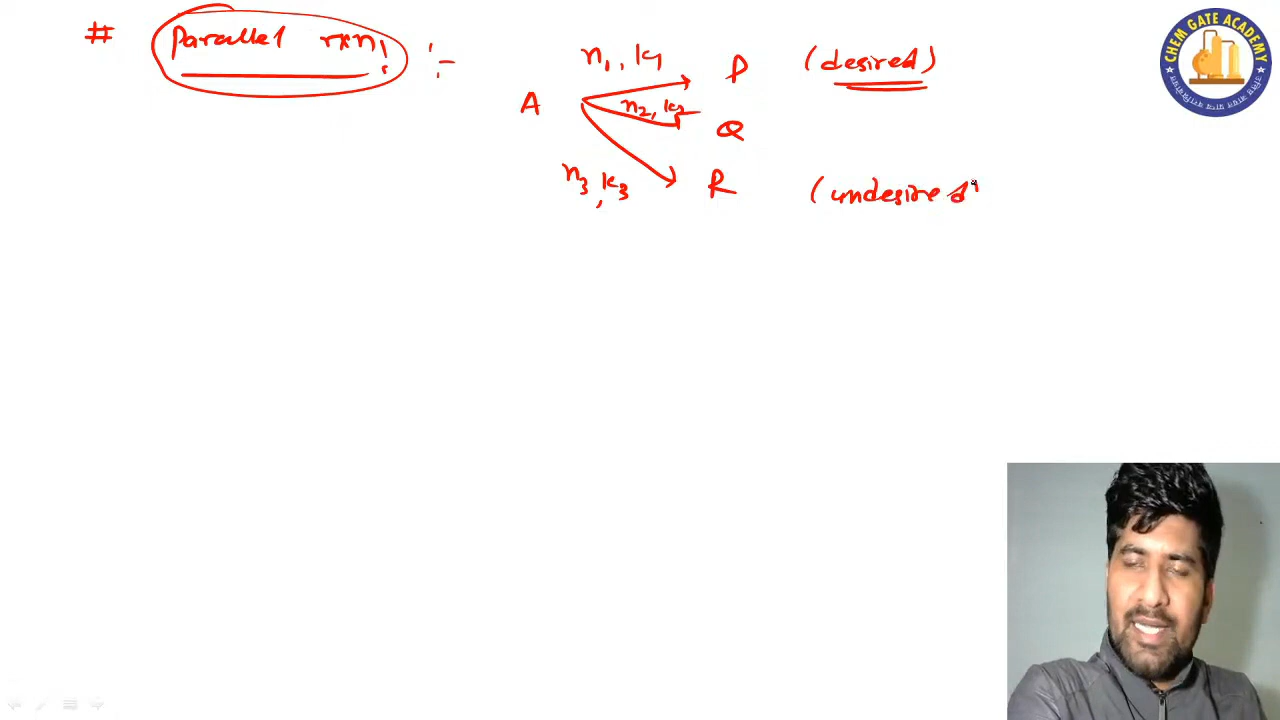 # Parallel rxn! :-
n1, k1 P (desired)
A n2, k2 Q
n3, k3 R (undesired
CHEM GATE ACADEMY